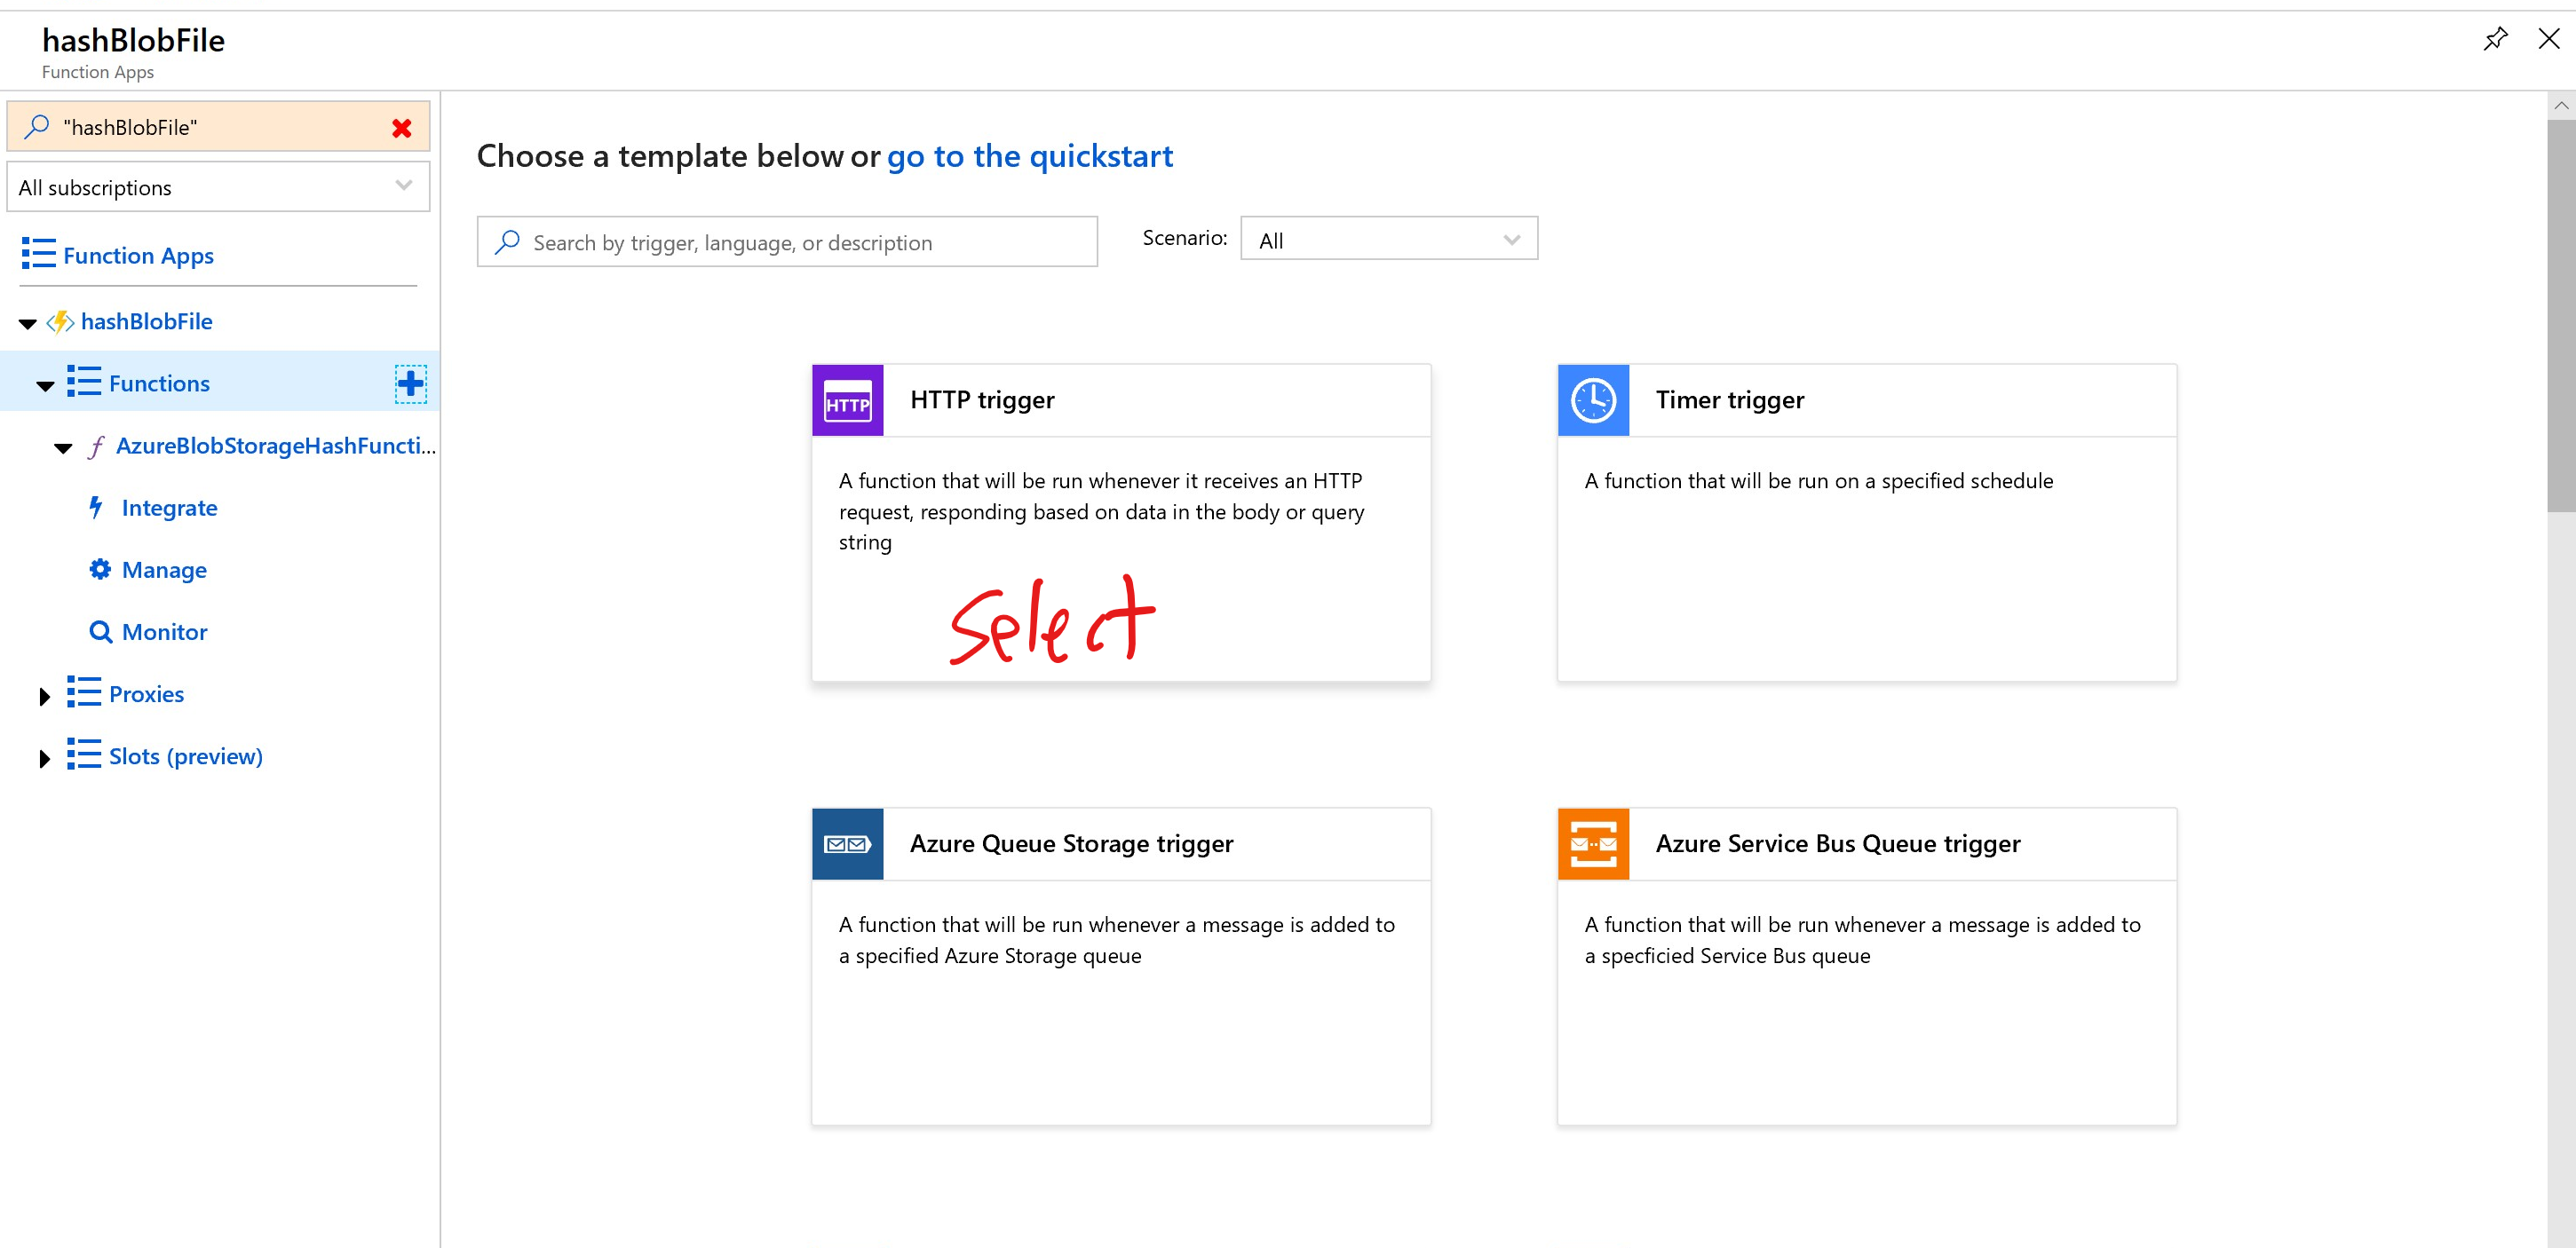 hashBlobFile
Function Apps
"hashBlobFile"
All subscriptions
Function Apps
hashBlobFile
Functions
AzureBlobStorageHashFuncti...
Integrate
Manage
Monitor
Proxies
Slots (preview)
Choose a template below or go to the quickstart
Search by trigger, language, or description
Scenario: All
HTTP
HTTP trigger
A function that will be run whenever it receives an HTTP
request, responding based on data in the body or query
string
Select
Timer trigger
A function that will be run on a specified schedule
Azure Queue Storage trigger
A function that will be run whenever a message is added to
a specified Azure Storage queue
Azure Service Bus Queue trigger
A function that will be run whenever a message is added to
a specficied Service Bus queue